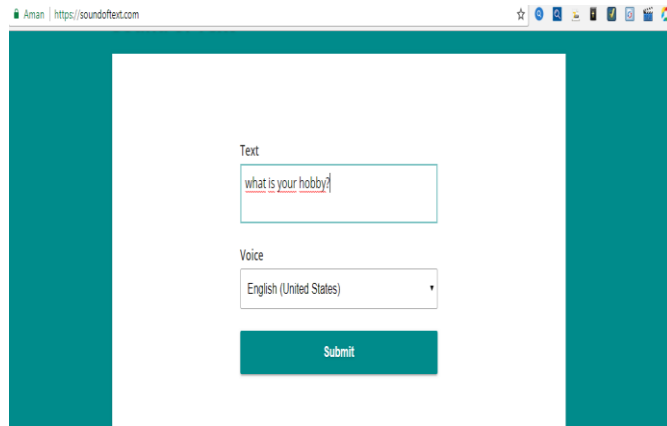 Aman https://soundoftext.com
Text
what is your hobby?
Voice
English (United States)
Submit